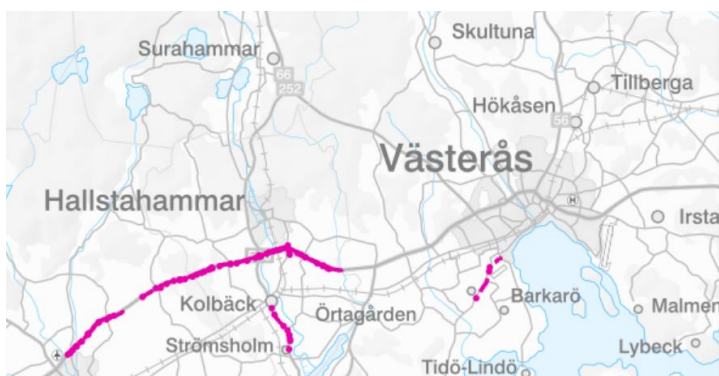 Surahammar
Skultuna
66
252
Tillberga
Hökåsen
56
Västerås
Hallstahammar
H
Irsta
Kolbäck
Örtagården
Barkarö
Malmen
Strömsholm
Lybeck
Tidö-Lindö